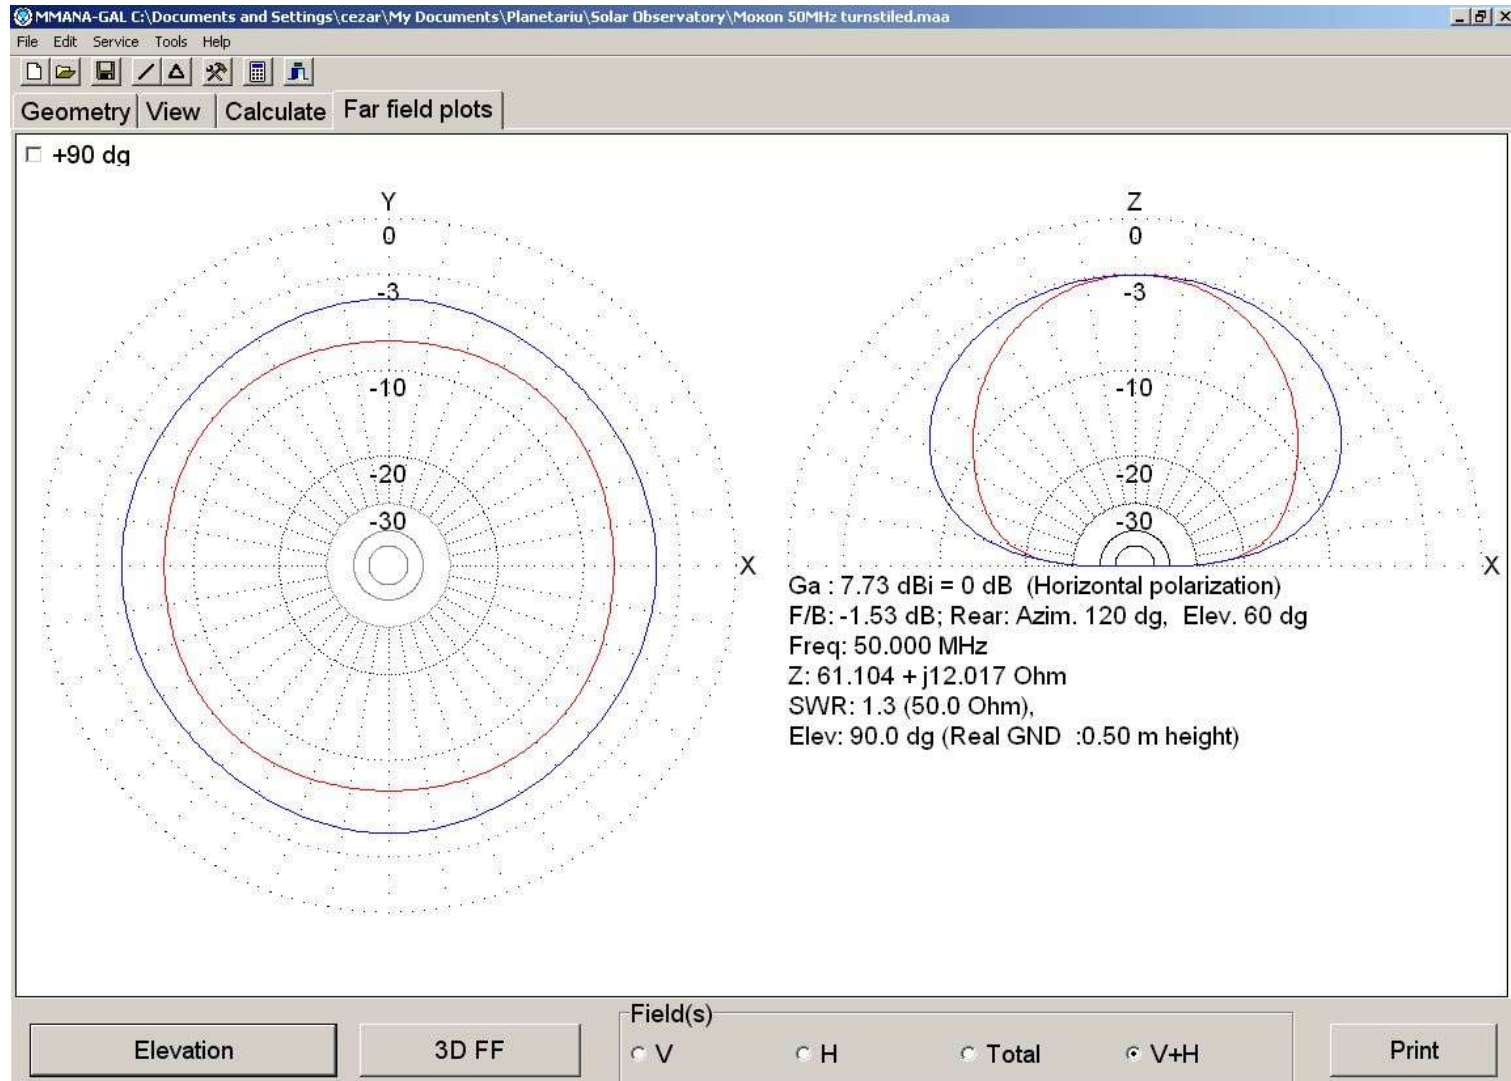 MMANA-GAL C:\Documents and Settings\cezar\My Documents\Planetariu\Solar Observatory\Moxon 50MHz turnstiled.maa
File Edit Service Tools Help
Geometry View Calculate Far field plots
+90 dg
Y
0
-3
-10
-20
-30
X
Z
0
-3
-10
-20
-30
X
Ga : 7.73 dBi = 0 dB (Horizontal polarization)
F/B: -1.53 dB; Rear: Azim. 120 dg, Elev. 60 dg
Freq: 50.000 MHz
Z: 61.104 + j12.017 Ohm
SWR: 1.3 (50.0 Ohm),
Elev: 90.0 dg (Real GND :0.50 m height)
Elevation
3D FF
Field(s)
V H Total V+H
Print